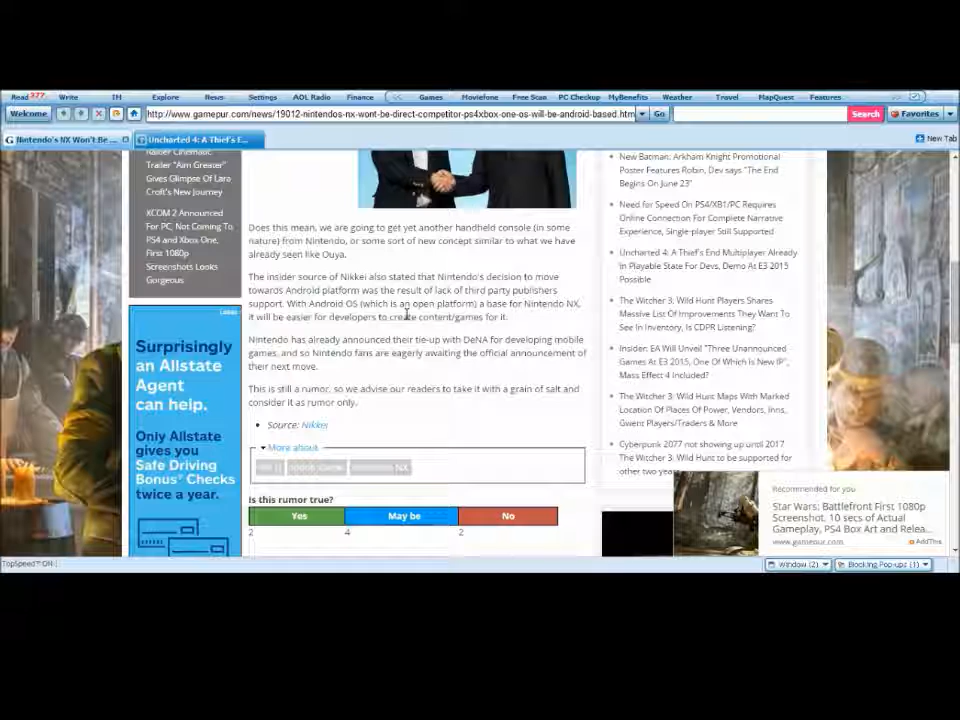 Read 377 Write IM Explore News Settings AOL Radio Finance Games Moviefone Free Scan PC Checkup MyBenefits Weather Travel MapQuest Features
Welcome http://www.gamepur.com/news/19012-nintendos-nx-wont-be-direct-competitor-ps4xbox-one-os-will-be-android-based.htm Go Search Favorites
Nintendo's NX Won't Be ... Uncharted 4: A Thief's E... New Tab
Trailer "Aim Greater"
Gives Glimpse Of Lara
Croft's New Journey
XCOM 2 Announced
For PC, Not Coming To
PS4 and Xbox One,
First 1080p
Screenshots Looks
Gorgeous
Surprisingly
an Allstate
Agent
can help.
Only Allstate
gives you
Safe Driving
Bonus® Checks
twice a year.
Does this mean, we are going to get yet another handheld console (in some
nature) from Nintendo, or some sort of new concept similar to what we have
already seen like Ouya.
The insider source of Nikkei also stated that Nintendo's decision to move
towards Android platform was the result of lack of third party publishers
support. With Android OS (which is an open platform) a base for Nintendo NX,
it will be easier for developers to create content/games for it.
Nintendo has already announced their tie-up with DeNA for developing mobile
games, and so Nintendo fans are eagerly awaiting the official announcement of
their next move.
This is still a rumor, so we advise our readers to take it with a grain of salt and
consider it as rumor only.
Source: Nikkei
More about
NX
Is this rumor true?
Yes May be No
2 4 2
New Batman: Arkham Knight Promotional
Poster Features Robin, Dev says "The End
Begins On June 23"
Need for Speed On PS4/XB1/PC Requires
Online Connection For Complete Narrative
Experience, Single-player Still Supported
Uncharted 4: A Thief's End Multiplayer Already
In Playable State For Devs, Demo At E3 2015
Possible
The Witcher 3: Wild Hunt Players Shares
Massive List Of Improvements They Want To
See In Inventory, Is CDPR Listening?
Insider: EA Will Unveil "Three Unannounced
Games At E3 2015, One Of Which Is New IP",
Mass Effect 4 Included?
The Witcher 3: Wild Hunt Maps With Marked
Location Of Places Of Power, Vendors, Inns,
Gwent Players/Traders & More
Cyberpunk 2077 not showing up until 2017
The Witcher 3: Wild Hunt to be supported for
other two years
Recommended for you
Star Wars: Battlefront First 1080p
Screenshot, 10 secs of Actual
Gameplay, PS4 Box Art and Relea...
www.gamepur.com AddThis
TopSpeed™ ON Window (2) Blocking Pop-ups (1)